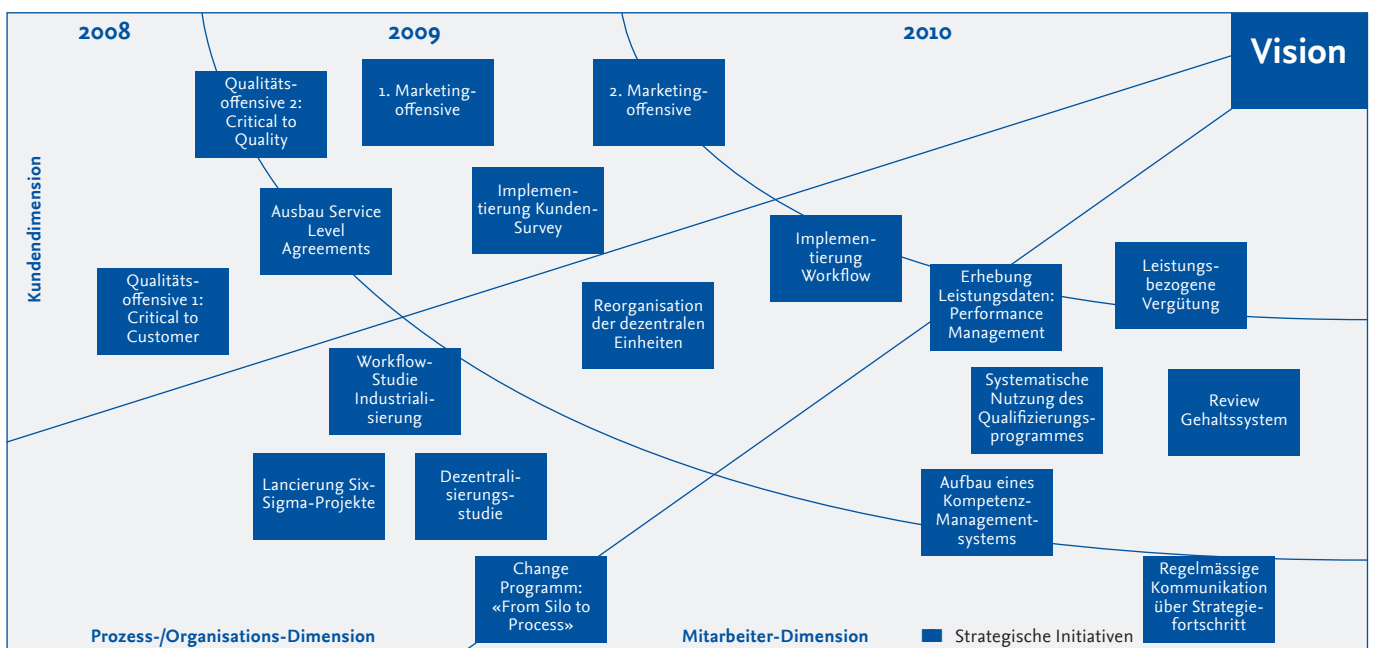 2008
2009
2010
Vision
Kundendimension
Qualitäts-
offensive 2:
Critical to
Quality
1. Marketing-
offensive
2. Marketing-
offensive
Ausbau Service
Level
Agreements
Implemen-
tierung Kunden-
Survey
Implemen-
tierung
Workflow
Qualitäts-
offensive 1:
Critical to
Customer
Reorganisation
der dezentralen
Einheiten
Erhebung
Leistungsdaten:
Performance
Management
Leistungs-
bezogene
Vergütung
Workflow-
Studie
Industriali-
sierung
Systematische
Nutzung des
Qualifizierungs-
programmes
Review
Gehaltssystem
Lancierung Six-
Sigma-Projekte
Dezentrali-
sierungs-
studie
Aufbau eines
Kompetenz-
Management-
systems
Change
Programm:
«From Silo to
Process»
Regelmässige
Kommunikation
über Strategie-
fortschritt
Prozess-/Organisations-Dimension
Mitarbeiter-Dimension
Strategische Initiativen